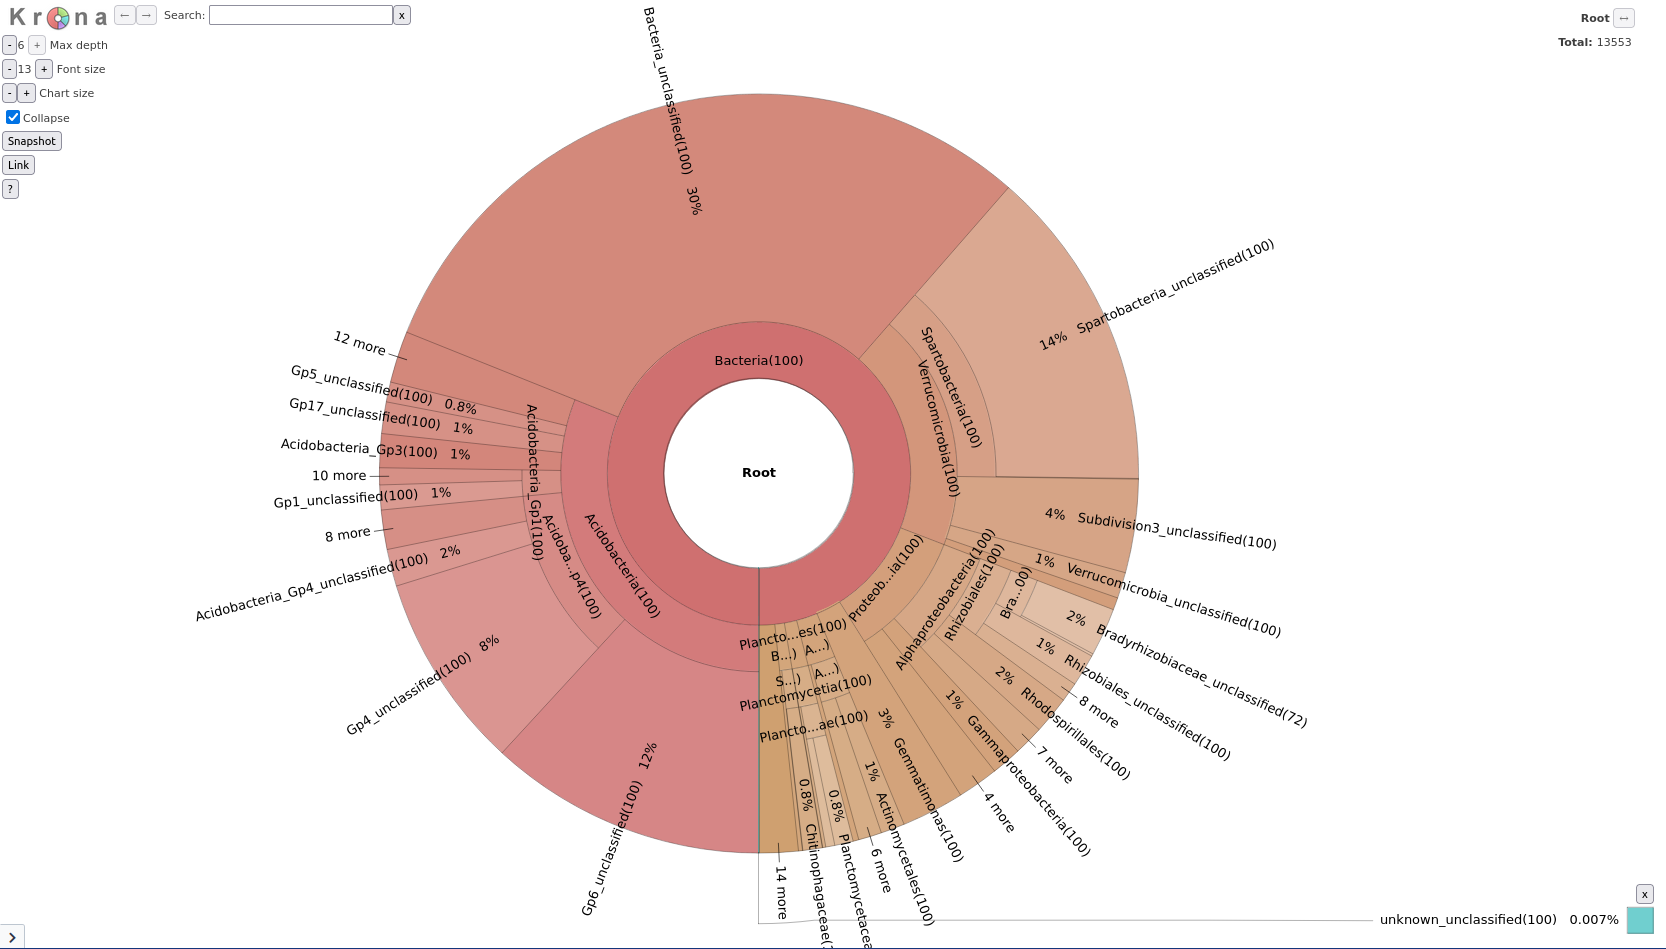 Krona
← → Search: x
- 6 + Max depth
- 13 + Font size
- + Chart size
Collapse
Snapshot
Link
?
Root ↔
Total: 13553
Root
Bacteria(100)
Bacteria_unclassified(100) 30%
14% Spartobacteria_unclassified(100)
Spartobacteria(100)
Verrucomicrobia(100)
4% Subdivision3_unclassified(100)
1% Verrucomicrobia_unclassified(100)
Proteob...ia(100)
Alphaproteobacteria(100)
Rhizobiales(100)
Bra...00)
2% Bradyrhizobiaceae_unclassified(72)
1% Rhizobiales_unclassified(100)
8 more
2% Rhodospirillales(100)
7 more
1% Gammaproteobacteria(100)
4 more
3% Gemmatimonas(100)
1% Actinomycetales(100)
6 more
Plancto...es(100)
B...) A...)
S...) A...)
Planctomycetia(100)
Plancto...ae(100)
0.8% Planctomycetacea
0.8% Chitinophagaceae(
14 more
12 more
Gp5_unclassified(100) 0.8%
Gp17_unclassified(100) 1%
Acidobacteria_Gp3(100) 1%
10 more
Gp1_unclassified(100) 1%
8 more
Acidobacteria_Gp4_unclassified(100) 2%
Gp4_unclassified(100) 8%
Gp6_unclassified(100) 12%
Acidobacteria_Gp1(100)
Acidoba...p4(100)
Acidobacteria(100)
x
unknown_unclassified(100) 0.007%